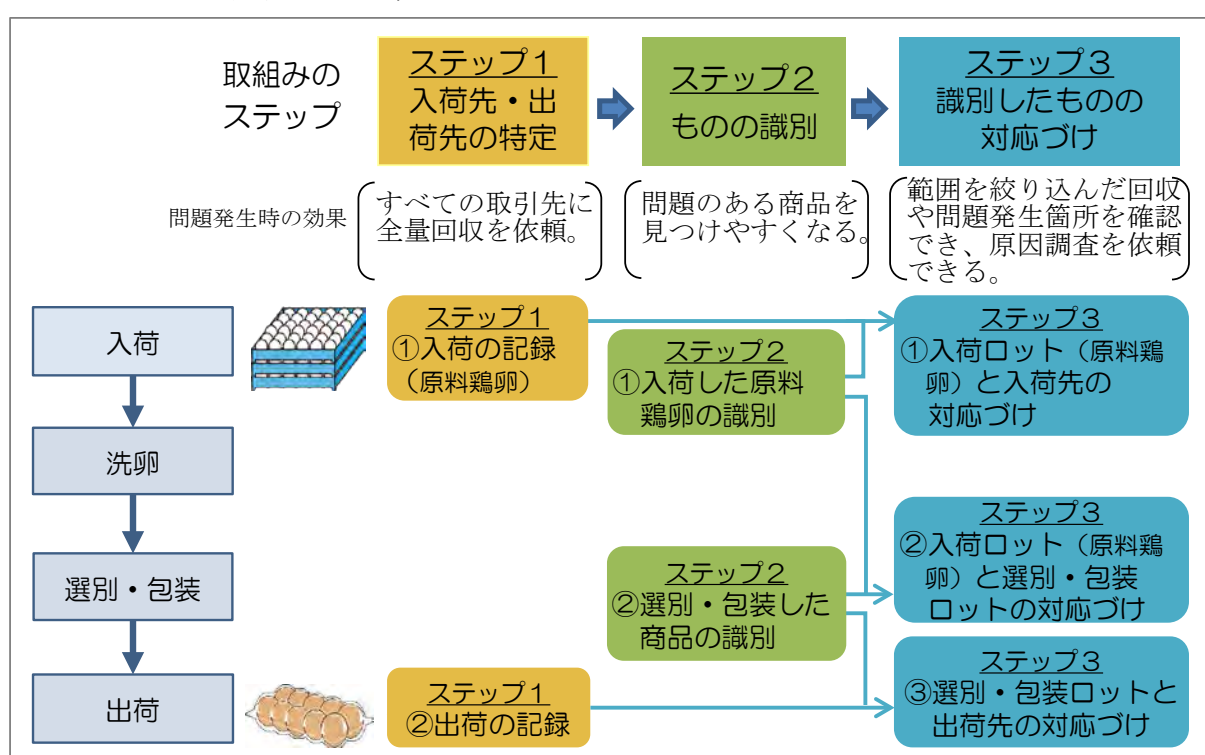 取組みの
ステップ
ステップ１
入荷先・出
荷先の特定
ステップ２
ものの識別
ステップ３
識別したものの
対応づけ
問題発生時の効果
すべての取引先に
全量回収を依頼。
問題のある商品を
見つけやすくなる。
範囲を絞り込んだ回収
や問題発生箇所を確認
でき、原因調査を依頼
できる。
入荷
ステップ１
①入荷の記録
（原料鶏卵）
ステップ２
①入荷した原料
鶏卵の識別
ステップ３
①入荷ロット（原料鶏
卵）と入荷先の
対応づけ
洗卵
選別・包装
ステップ２
②選別・包装した
商品の識別
ステップ３
②入荷ロット（原料鶏
卵）と選別・包装
ロットの対応づけ
出荷
ステップ１
②出荷の記録
ステップ３
③選別・包装ロットと
出荷先の対応づけ